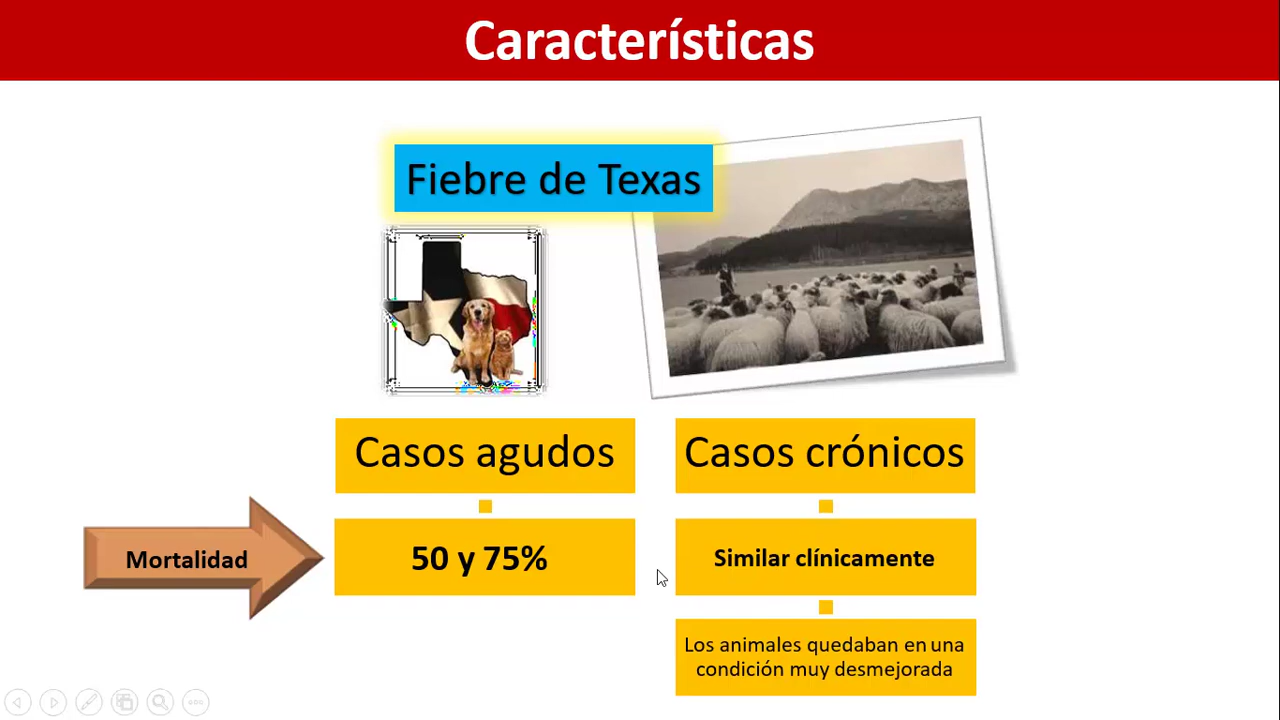 Características
Fiebre de Texas
Casos agudos
Casos crónicos
Mortalidad
50 y 75%
Similar clínicamente
Los animales quedaban en una
condición muy desmejorada